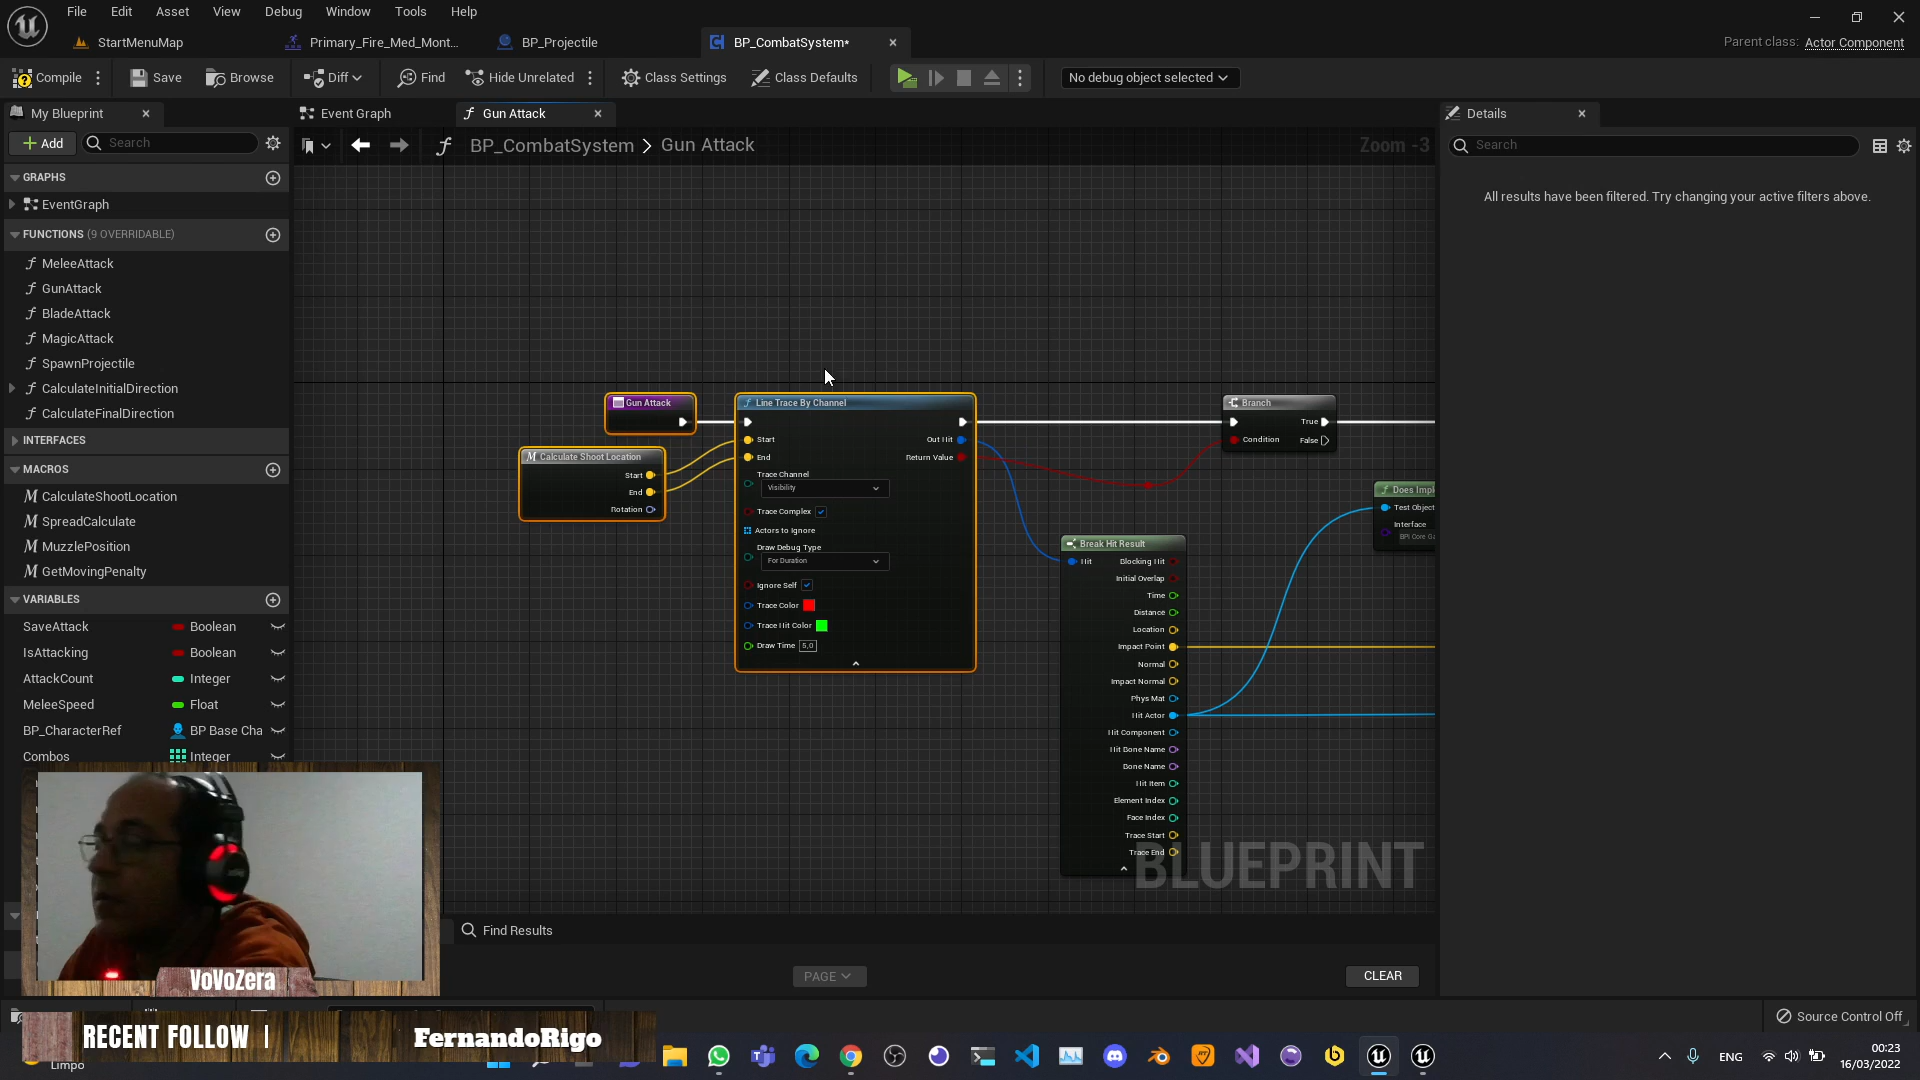 File Edit Asset View Debug Window Tools Help
StartMenuMap
Primary_Fire_Med_Mont...
BP_Projectile
BP_CombatSystem*
Parent class: Actor Component
Compile
Save
Browse
Diff
Find
Hide Unrelated
Class Settings
Class Defaults
No debug object selected
My Blueprint
Event Graph
Gun Attack
Details
Add
Search
BP_CombatSystem > Gun Attack
Zoom -3
Search
All results have been filtered. Try changing your active filters above.
GRAPHS
EventGraph
FUNCTIONS (9 OVERRIDABLE)
MeleeAttack
GunAttack
BladeAttack
MagicAttack
SpawnProjectile
CalculateInitialDirection
CalculateFinalDirection
INTERFACES
MACROS
CalculateShootLocation
SpreadCalculate
MuzzlePosition
GetMovingPenalty
VARIABLES
SaveAttack Boolean
IsAttacking Boolean
AttackCount Integer
MeleeSpeed Float
BP_CharacterRef BP Base Cha
Combos Integer
Gun Attack
Calculate Shoot Location
Start
End
Rotation
Line Trace By Channel
Start
Out Hit
End
Return Value
Trace Channel
Visibility
Trace Complex
Actors to Ignore
Draw Debug Type
For Duration
Ignore Self
Trace Color
Trace Hit Color
Draw Time 5,0
Branch
True
Condition
False
Break Hit Result
Hit
Blocking Hit
Initial Overlap
Time
Distance
Location
Impact Point
Normal
Impact Normal
Phys Mat
Hit Actor
Hit Component
Hit Bone Name
Bone Name
Hit Item
Element Index
Face Index
Trace Start
Trace End
Does Impl
Test Object
Interface
BPI Core Ga
BLUEPRINT
Find Results
PAGE
CLEAR
VoVoZera
Source Control Off
RECENT FOLLOW |
FernandoRigo
Limpo
ENG
00:23
16/03/2022